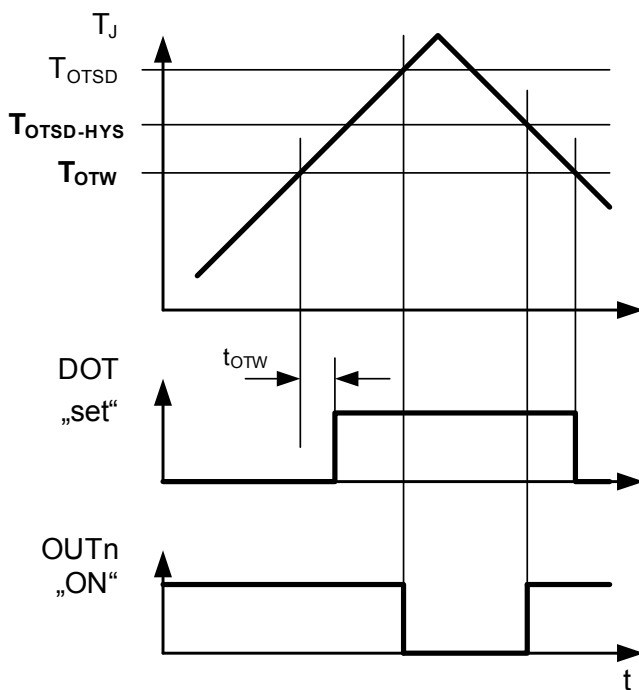 TJ
TOTSD
TOTSD-HYS
TOTW
DOT
„set“
tOTW
OUTn
„ON“
t